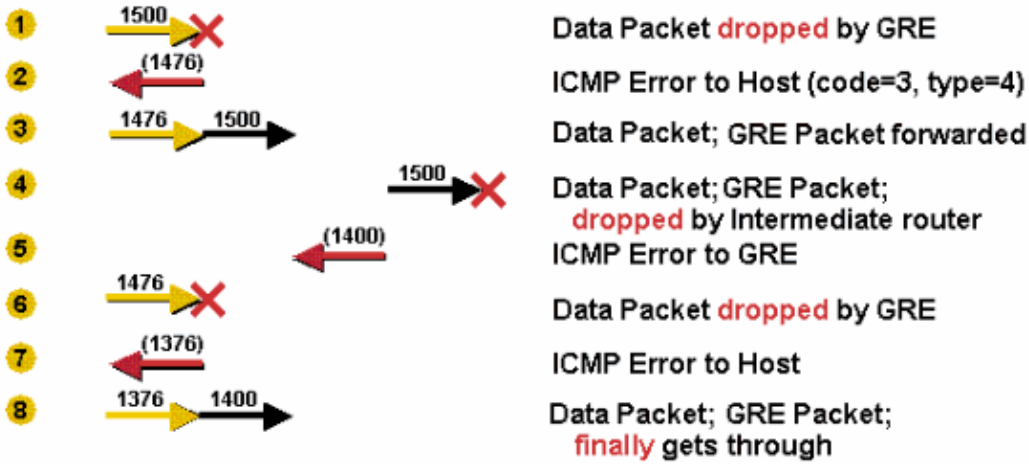 1 1500 Data Packet dropped by GRE
2 (1476) ICMP Error to Host (code=3, type=4)
3 1476 1500 Data Packet; GRE Packet forwarded
4 1500 Data Packet; GRE Packet;
dropped by Intermediate router
5 (1400) ICMP Error to GRE
6 1476 Data Packet dropped by GRE
7 (1376) ICMP Error to Host
8 1376 1400 Data Packet; GRE Packet;
finally gets through